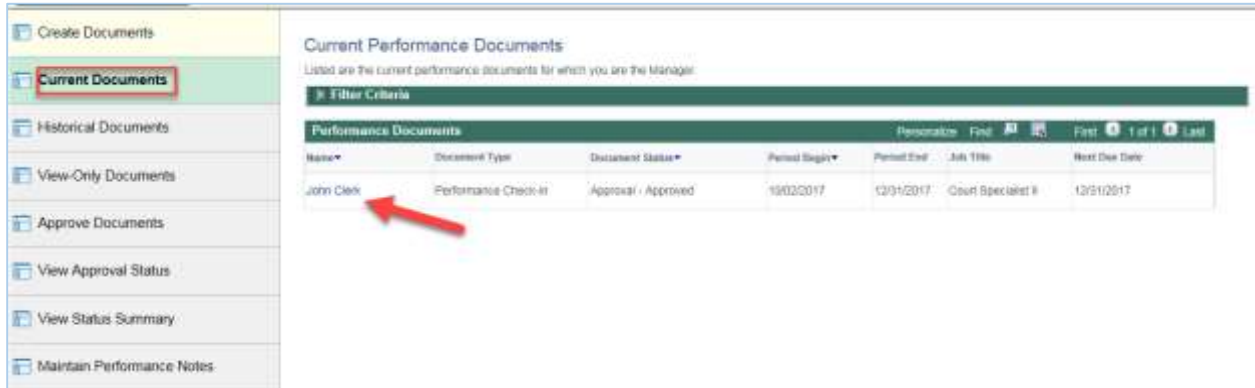 Create Documents
Current Documents
Historical Documents
View-Only Documents
Approve Documents
View Approval Status
View Status Summary
Maintain Performance Notes
Current Performance Documents
Listed are the current performance documents for which you are the Manager.
Filter Criteria
Performance Documents Personalize Find First 1 of 1 Last
Name Document Type Document Status Period Begin Period End Job Title Next Due Date
John Clerk Performance Check-In Approval - Approved 10/02/2017 12/31/2017 Court Specialist II 12/31/2017